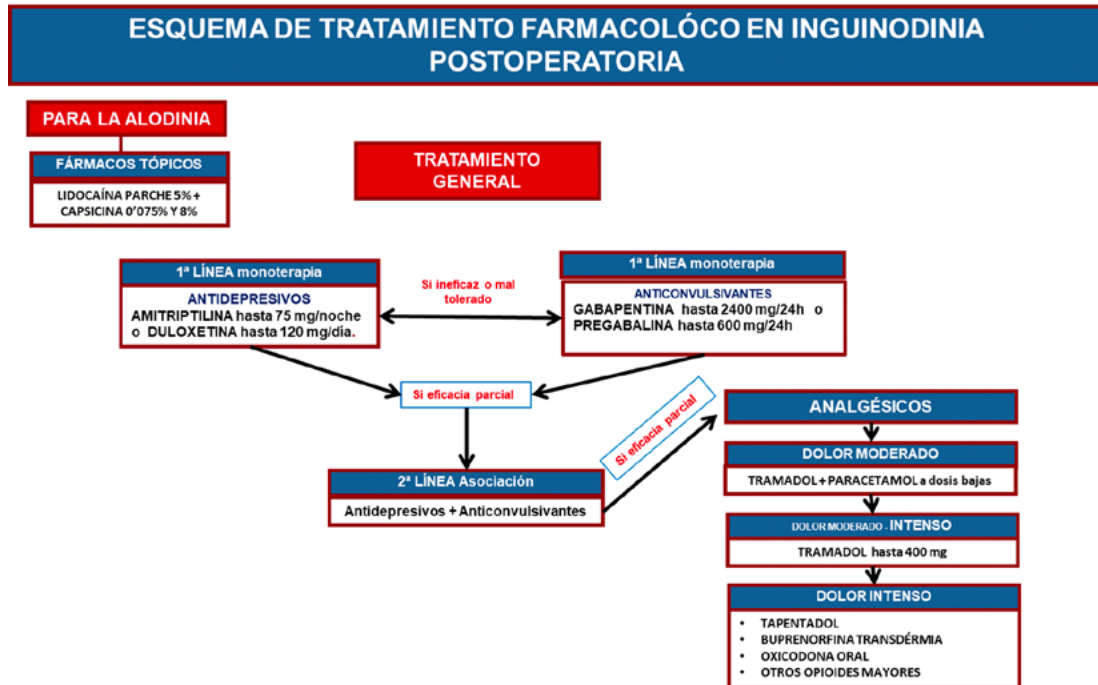 ESQUEMA DE TRATAMIENTO FARMACOLÓCO EN INGUINODINIA
POSTOPERATORIA
PARA LA ALODINIA
FÁRMACOS TÓPICOS
LIDOCAÍNA PARCHE 5% +
CAPSICINA 0'075% Y 8%
TRATAMIENTO
GENERAL
1ª LÍNEA monoterapia
ANTIDEPRESIVOS
AMITRIPTILINA hasta 75 mg/noche
o DULOXETINA hasta 120 mg/día.
Si ineficaz o mal
tolerado
1ª LÍNEA monoterapia
ANTICONVULSIVANTES
GABAPENTINA hasta 2400 mg/24h o
PREGABALINA hasta 600 mg/24h
Si eficacia parcial
2ª LÍNEA Asociación
Antidepresivos + Anticonvulsivantes
Si eficacia parcial
ANALGÉSICOS
DOLOR MODERADO
TRAMADOL+PARACETAMOL a dosis bajas
DOLOR MODERADO - INTENSO
TRAMADOL hasta 400 mg
DOLOR INTENSO
• TAPENTADOL
• BUPRENORFINA TRANSDÉRMIA
• OXICODONA ORAL
• OTROS OPIOIDES MAYORES